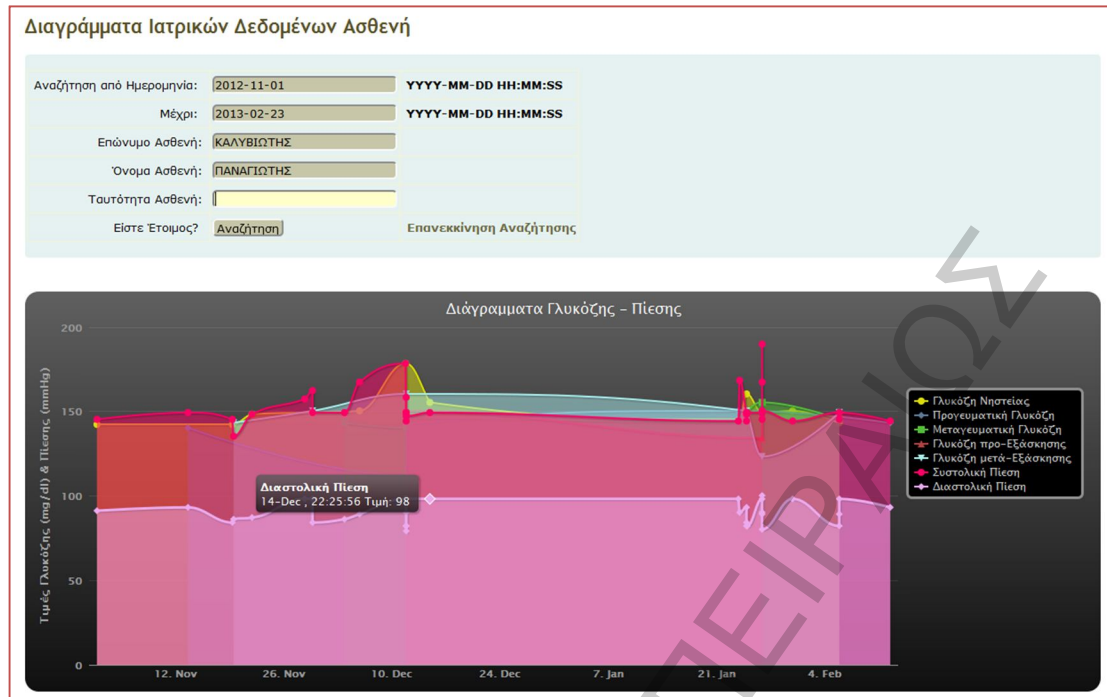 Διαγράμματα Ιατρικών Δεδομένων Ασθενή
Αναζήτηση από Ημερομηνία: 2012-11-01 YYYY-MM-DD HH:MM:SS
Μέχρι: 2013-02-23 YYYY-MM-DD HH:MM:SS
Επώνυμο Ασθενή: ΚΑΛΥΒΙΩΤΗΣ
Όνομα Ασθενή: ΠΑΝΑΓΙΩΤΗΣ
Ταυτότητα Ασθενή:
Είστε Έτοιμος? Αναζήτηση Επανεκκίνηση Αναζήτησης
Διάγραμματα Γλυκόζης - Πίεσης
Τιμές Γλυκόζης (mg/dl) & Πίεσης (mmHg)
200
150
100
50
0
Διαστολική Πίεση
14-Dec , 22:25:56 Τιμή: 98
Γλυκόζη Νηστείας
Προγευματική Γλυκόζη
Μεταγευματική Γλυκόζη
Γλυκόζη προ-Εξάσκησης
Γλυκόζη μετά-Εξάσκησης
Συστολική Πίεση
Διαστολική Πίεση
12. Nov 26. Nov 10. Dec 24. Dec 7. Jan 21. Jan 4. Feb
ΠΕΙΡΑΙΩΣ